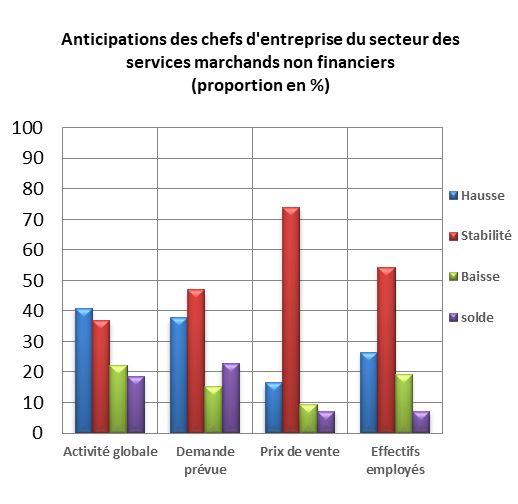 Anticipations des chefs d'entreprise du secteur des
services marchands non financiers
(proportion en %)
100
90
80
70
60
50
40
30
20
10
0
Hausse
Stabilité
Baisse
solde
Activité globale
Demande
prévue
Prix de vente
Effectifs
employés